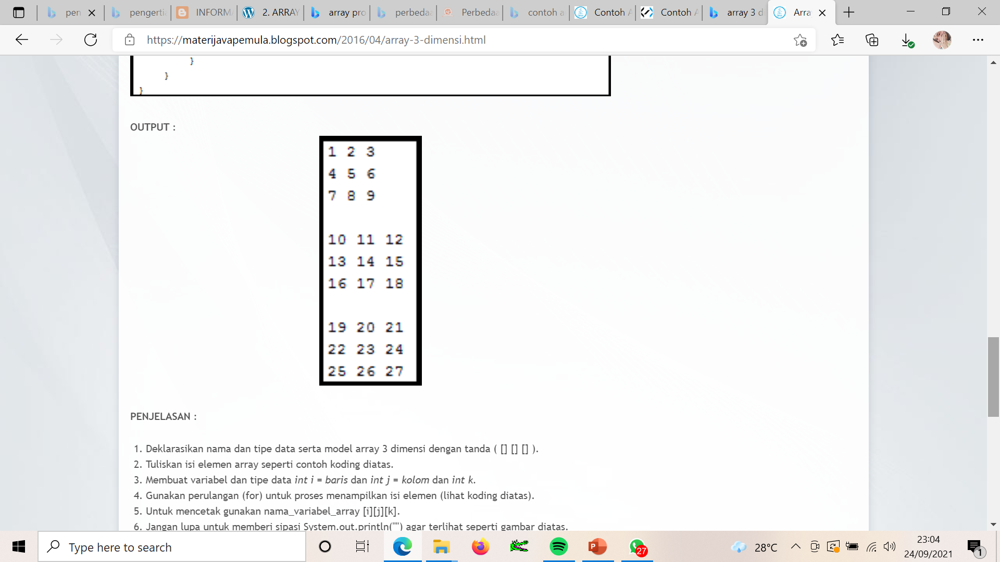 pen
pengerti
INFORM
2. ARRAY
array pro
perbedaa
Perbedaa
contoh a
Contoh A
Contoh A
array 3 d
Arra
https://materijavapemula.blogspot.com/2016/04/array-3-dimensi.html
}
}
}
OUTPUT :
1 2 3
4 5 6
7 8 9
10 11 12
13 14 15
16 17 18
19 20 21
22 23 24
25 26 27
PENJELASAN :
1. Deklarasikan nama dan tipe data serta model array 3 dimensi dengan tanda ( [] [] [] ).
2. Tuliskan isi elemen array seperti contoh koding diatas.
3. Membuat variabel dan tipe data int i = baris dan int j = kolom dan int k.
4. Gunakan perulangan (for) untuk proses menampilkan isi elemen (lihat koding diatas).
5. Untuk mencetak gunakan nama_variabel_array [i][j][k].
6. Jangan lupa untuk memberi sipasi System.out.println("") agar terlihat seperti gambar diatas.
Type here to search
27
28°C
23:04
24/09/2021
1